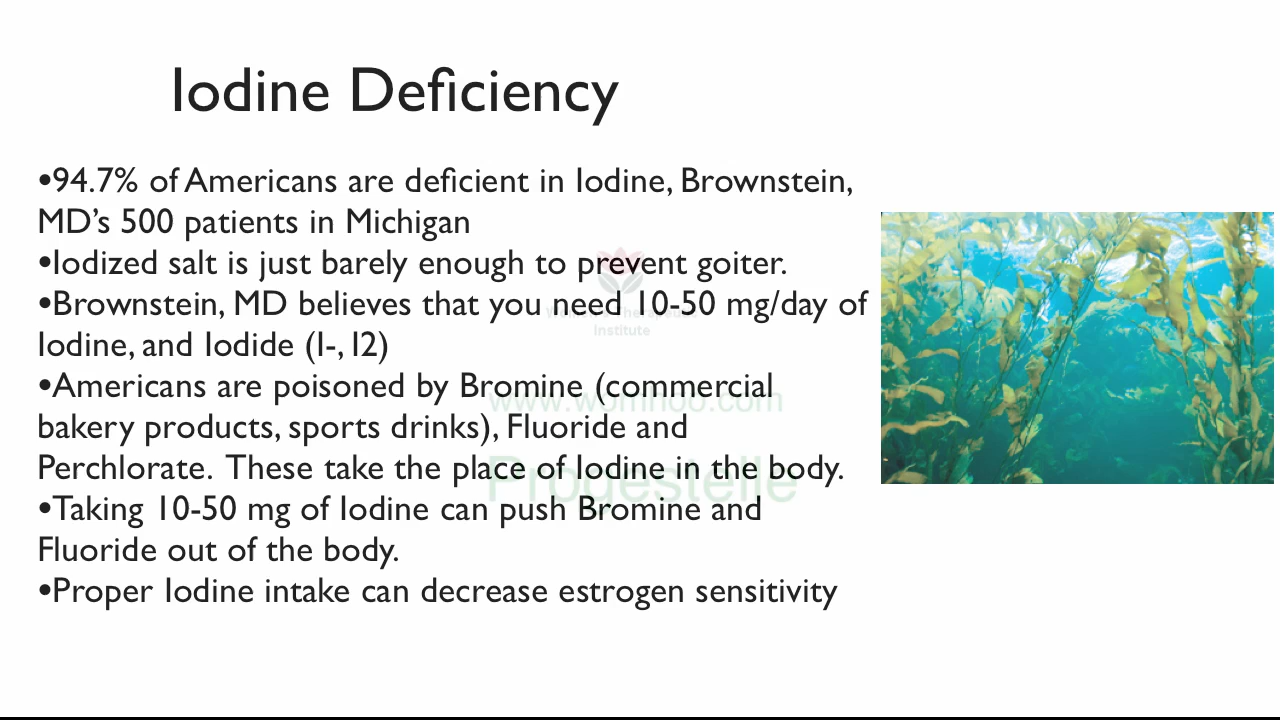 Iodine Deficiency
•94.7% of Americans are deficient in Iodine, Brownstein,
MD’s 500 patients in Michigan
•Iodized salt is just barely enough to prevent goiter.
•Brownstein, MD believes that you need 10-50 mg/day of
Iodine, and Iodide (I-, I2)
•Americans are poisoned by Bromine (commercial
bakery products, sports drinks), Fluoride and
Perchlorate. These take the place of Iodine in the body.
•Taking 10-50 mg of Iodine can push Bromine and
Fluoride out of the body.
•Proper Iodine intake can decrease estrogen sensitivity
Institute
www.womhoo.com
Progestelle